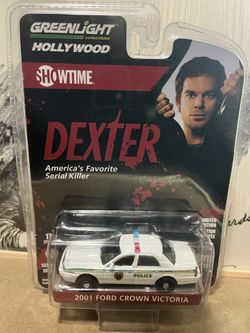 GREENLIGHT
collectibles
HOLLYWOOD
SHOWTIME
DEXTER
America's Favorite
Serial Killer
POLICE
2001 FORD CROWN VICTORIA